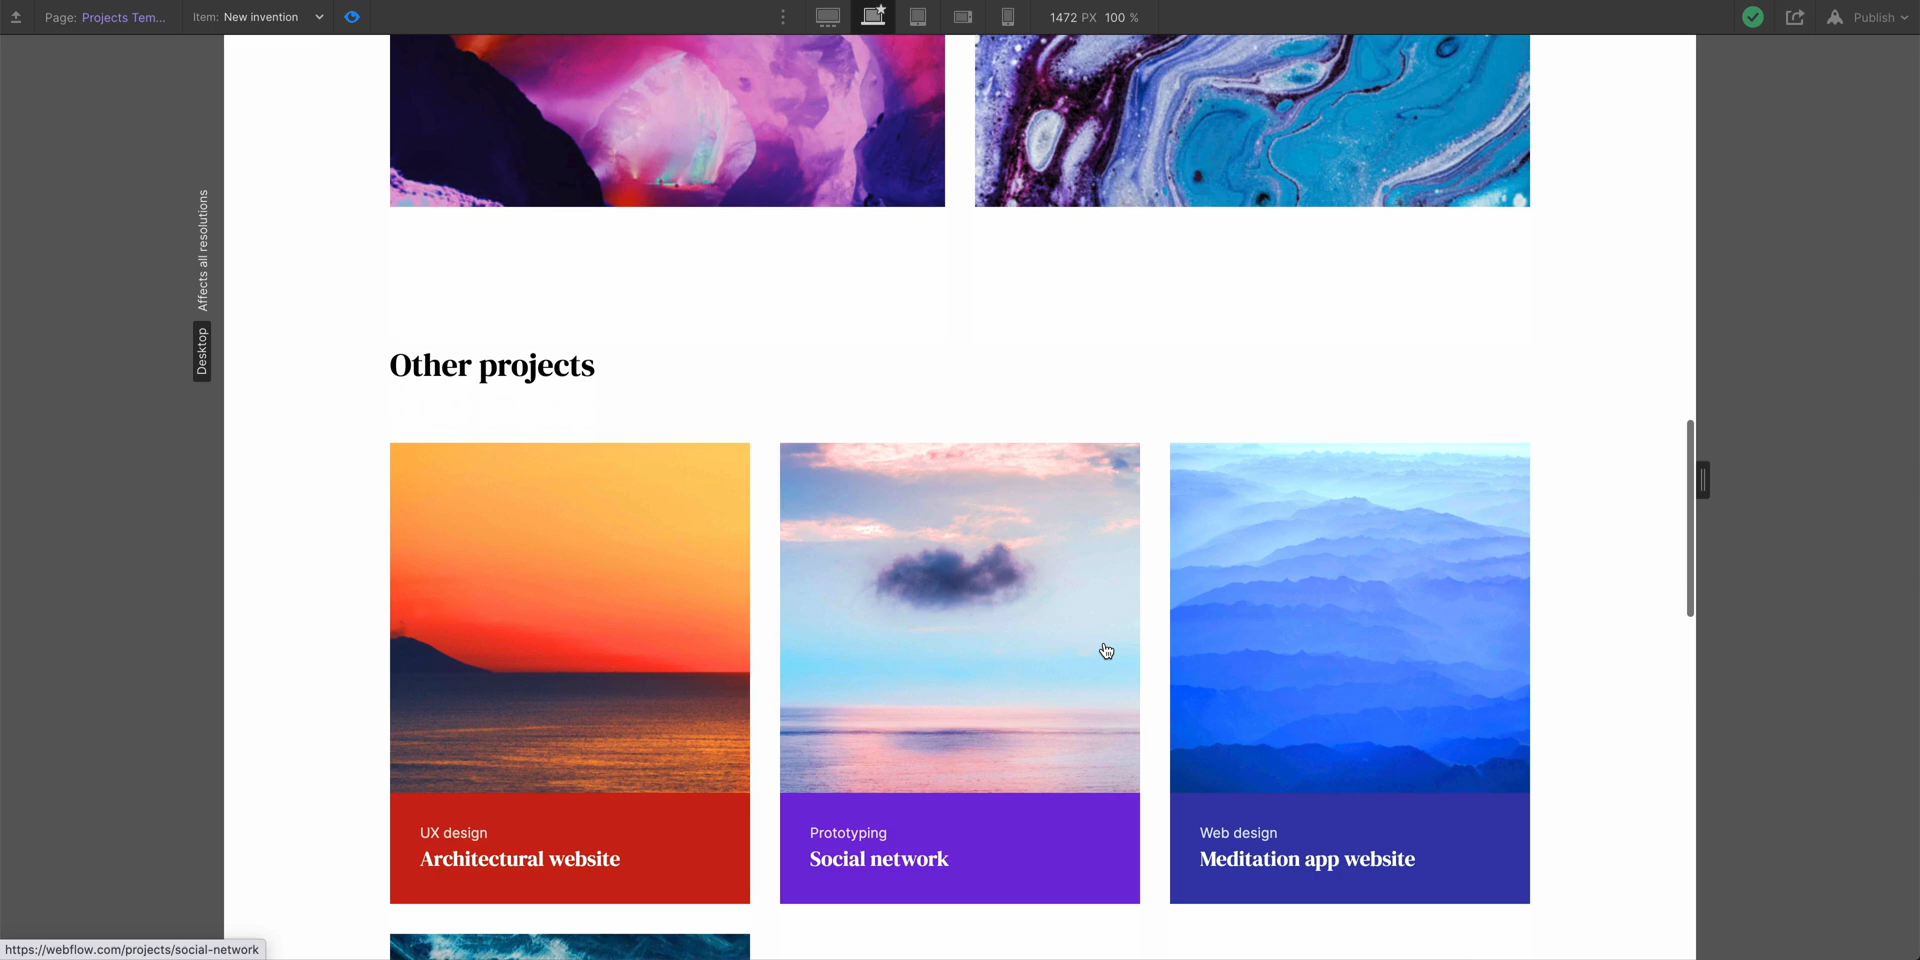 Page: Projects Tem...
Item: New invention
1472 PX 100 %
Publish
Affects all resolutions
Desktop
Other projects
UX design
Architectural website
Prototyping
Social network
Web design
Meditation app website
https://webflow.com/projects/social-network